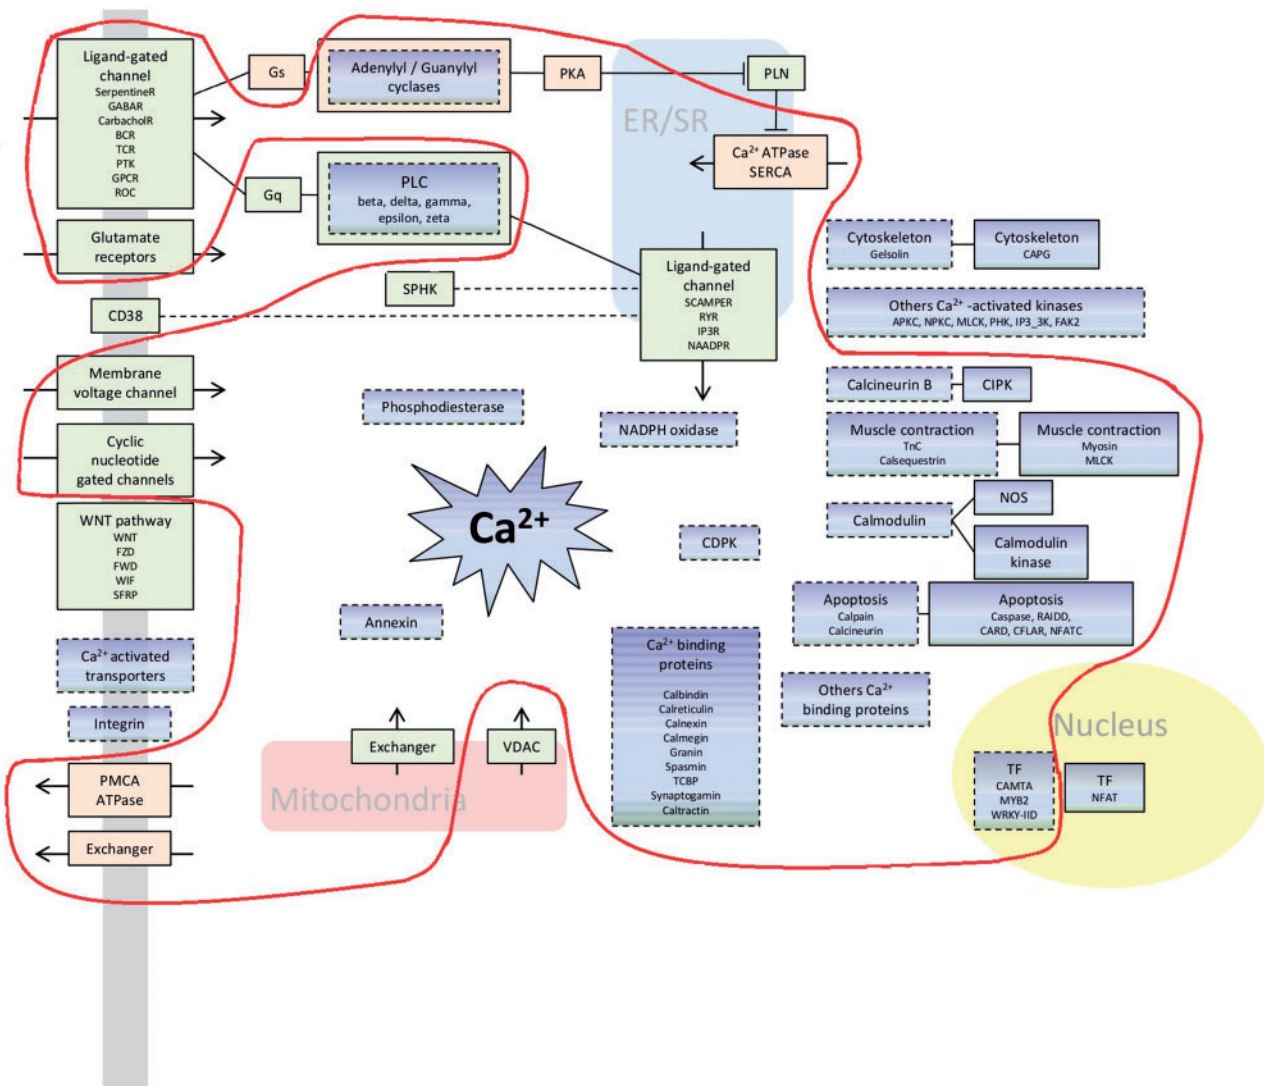 Ligand-gated
channel
SerpentineR
GABAR
CarbacholR
BCR
TCR
PTK
GPCR
ROC
Gs
Adenylyl / Guanylyl
cyclases
PKA
PLN
ER/SR
Ca²⁺ ATPase
SERCA
Gq
PLC
beta, delta, gamma,
epsilon, zeta
Glutamate
receptors
Cytoskeleton
Gelsolin
Cytoskeleton
CAPG
SPHK
Ligand-gated
channel
SCAMPER
RYR
IP3R
NAADPR
CD38
Others Ca²⁺ -activated kinases
APKC, NPKC, MLCK, PHK, IP3_3K, FAK2
Membrane
voltage channel
Calcineurin B
CIPK
Phosphodiesterase
NADPH oxidase
Muscle contraction
TnC
Calsequestrin
Muscle contraction
Myosin
MLCK
Cyclic
nucleotide
gated channels
Ca²⁺
CDPK
Calmodulin
NOS
Calmodulin
kinase
WNT pathway
WNT
FZD
FWD
WIF
SFRP
Annexin
Apoptosis
Calpain
Calcineurin
Apoptosis
Caspase, RAIDD,
CARD, CFLAR, NFATC
Ca²⁺ activated
transporters
Ca²⁺ binding
proteins
Calbindin
Calreticulin
Calnexin
Calmegin
Granin
Spasmin
TCBP
Synaptogamin
Caltractin
Others Ca²⁺
binding proteins
Integrin
Exchanger
VDAC
Mitochondria
Nucleus
TF
CAMTA
MYB2
WRKY-IID
TF
NFAT
PMCA
ATPase
Exchanger